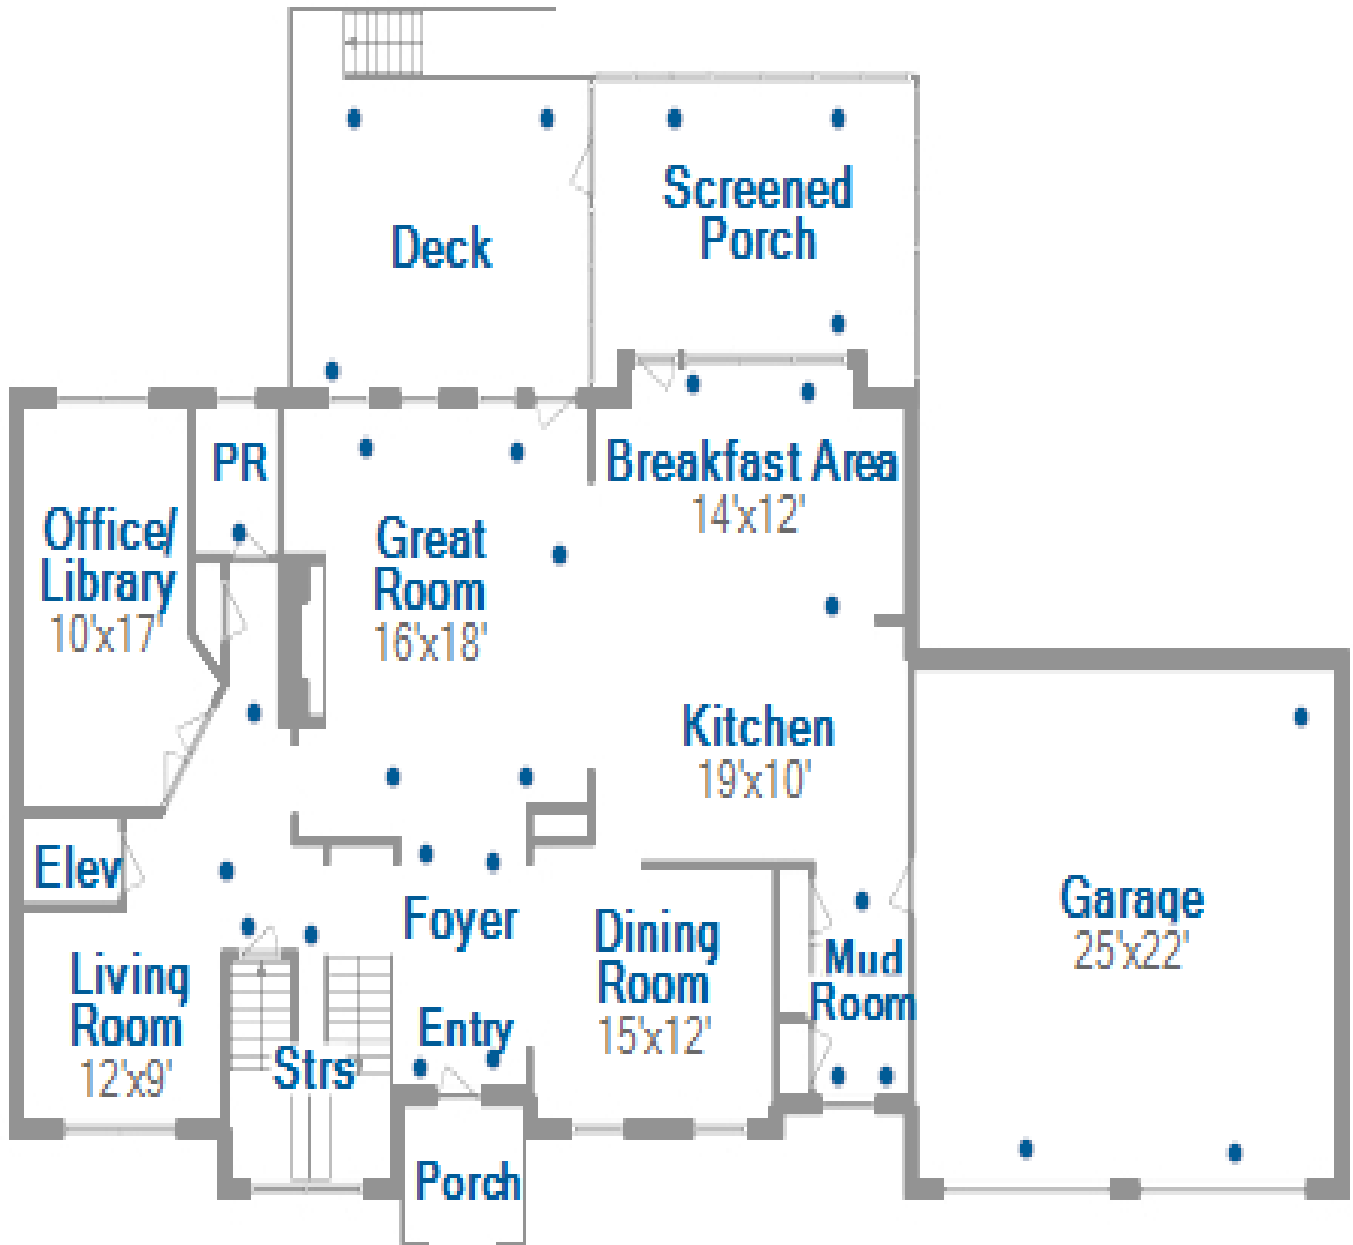 Screened
Porch
Deck
PR
Breakfast Area
14'x12'
Office/
Library
10'x17'
Great
Room
16'x18'
Kitchen
19'x10'
Elev
Foyer
Dining
Room
15'x12'
Garage
25'x22'
Mud
Room
Living
Room
12'x9'
Entry
Strs
Porch